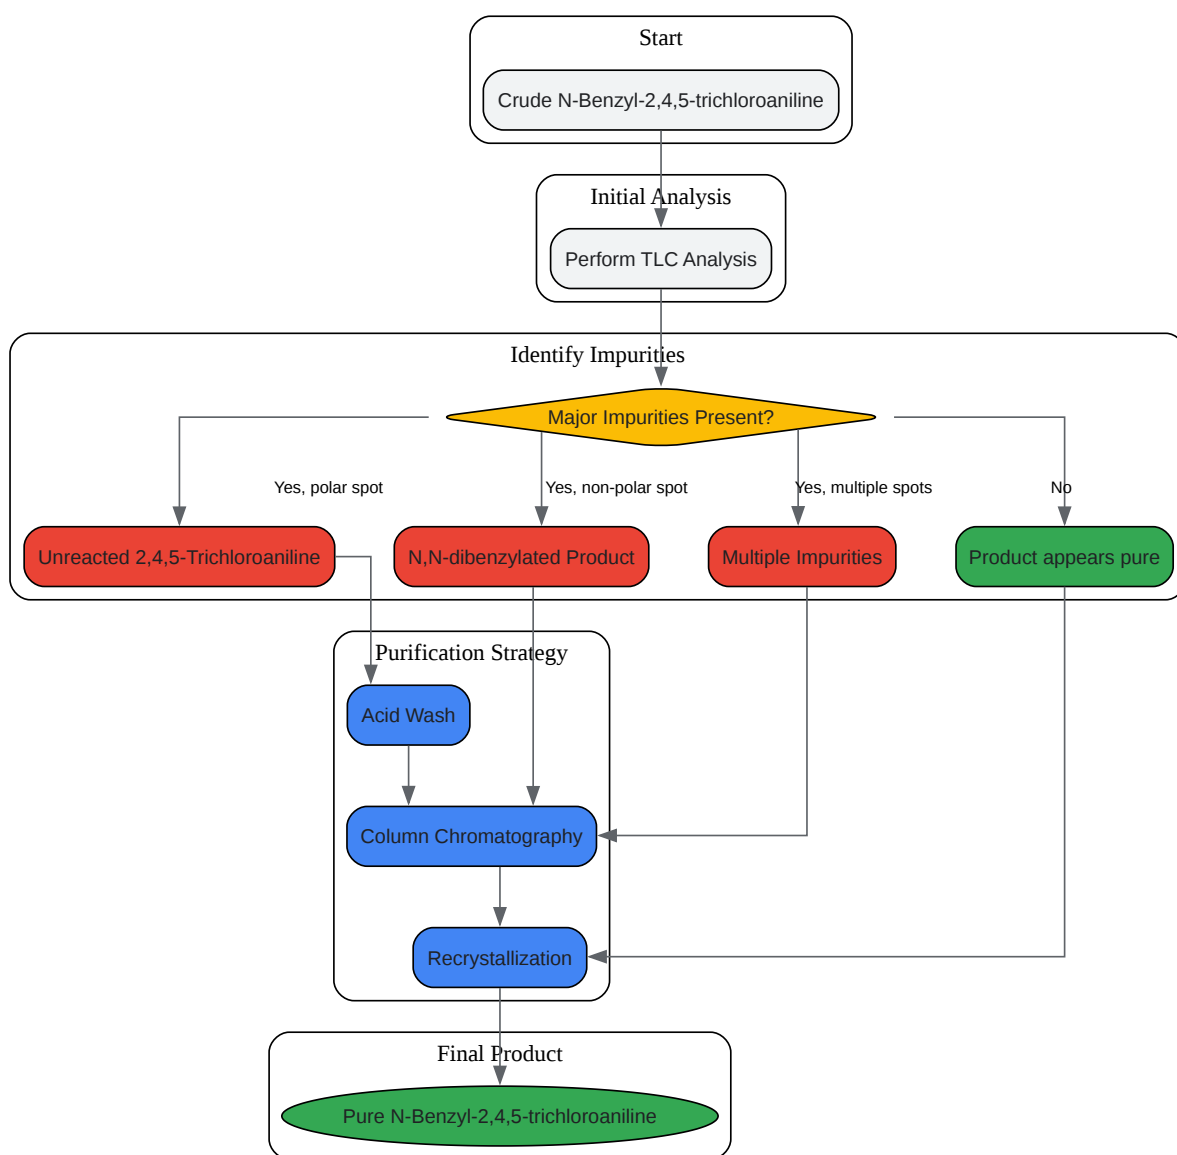 Start
Crude N-Benzyl-2,4,5-trichloroaniline
Initial Analysis
Perform TLC Analysis
Identify Impurities
Major Impurities Present?
Yes, polar spot
Yes, non-polar spot
Yes, multiple spots
No
Unreacted 2,4,5-Trichloroaniline
N,N-dibenzylated Product
Multiple Impurities
Product appears pure
Purification Strategy
Acid Wash
Column Chromatography
Recrystallization
Final Product
Pure N-Benzyl-2,4,5-trichloroaniline